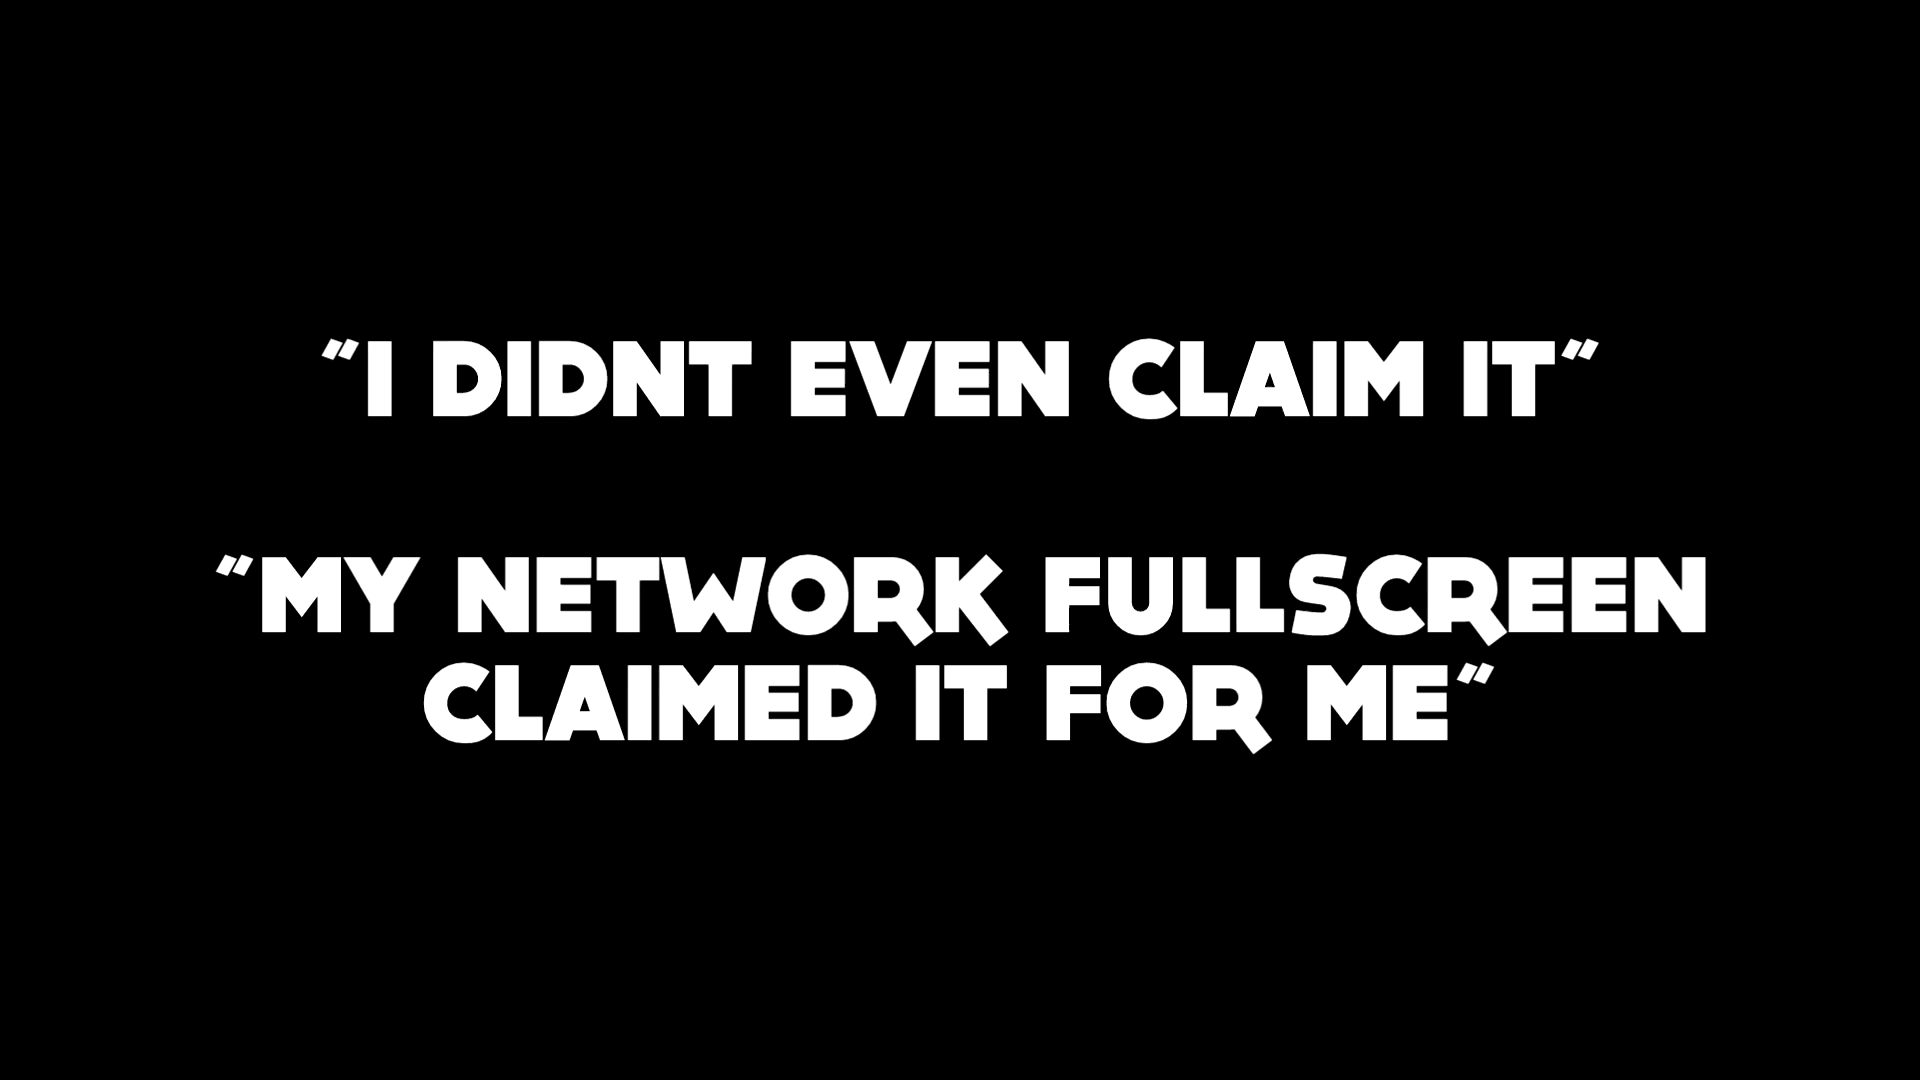 "I DIDNT EVEN CLAIM IT"
"MY NETWORK FULLSCREEN
CLAIMED IT FOR ME"